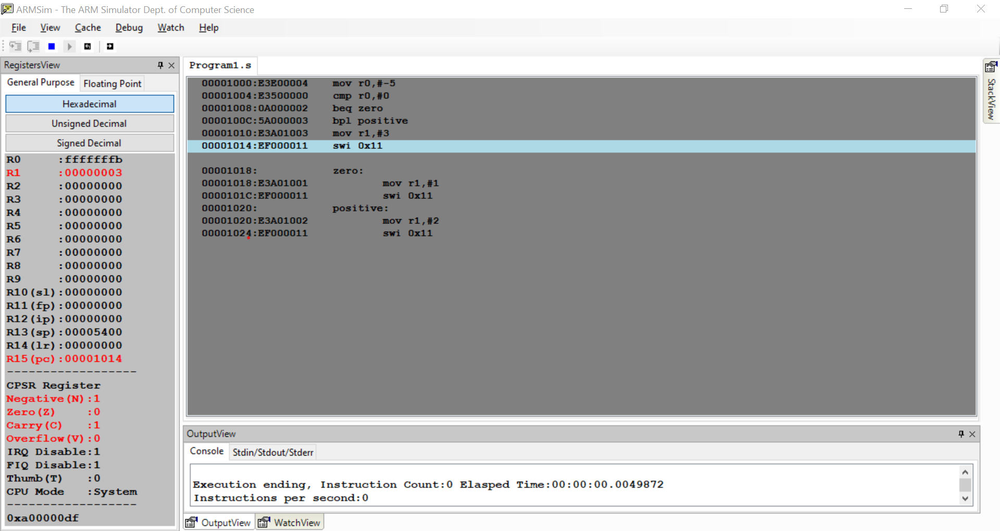 ARMSim - The ARM Simulator Dept. of Computer Science
File View Cache Debug Watch Help
RegistersView
General Purpose Floating Point
Hexadecimal
Unsigned Decimal
Signed Decimal
R0 :fffffffb
R1 :00000003
R2 :00000000
R3 :00000000
R4 :00000000
R5 :00000000
R6 :00000000
R7 :00000000
R8 :00000000
R9 :00000000
R10(sl):00000000
R11(fp):00000000
R12(ip):00000000
R13(sp):00005400
R14(lr):00000000
R15(pc):00001014
-------------------
CPSR Register
Negative(N):1
Zero(Z) :0
Carry(C) :1
Overflow(V):0
IRQ Disable:1
FIQ Disable:1
Thumb(T) :0
CPU Mode :System
-------------------
0xa00000df
Program1.s
00001000:E3E00004 mov r0,#-5
00001004:E3500000 cmp r0,#0
00001008:0A000002 beq zero
0000100C:5A000003 bpl positive
00001010:E3A01003 mov r1,#3
00001014:EF000011 swi 0x11
00001018: zero:
00001018:E3A01001 mov r1,#1
0000101C:EF000011 swi 0x11
00001020: positive:
00001020:E3A01002 mov r1,#2
00001024:EF000011 swi 0x11
StackView
OutputView
Console Stdin/Stdout/Stderr
Execution ending, Instruction Count:0 Elasped Time:00:00:00.0049872
Instructions per second:0
OutputView WatchView